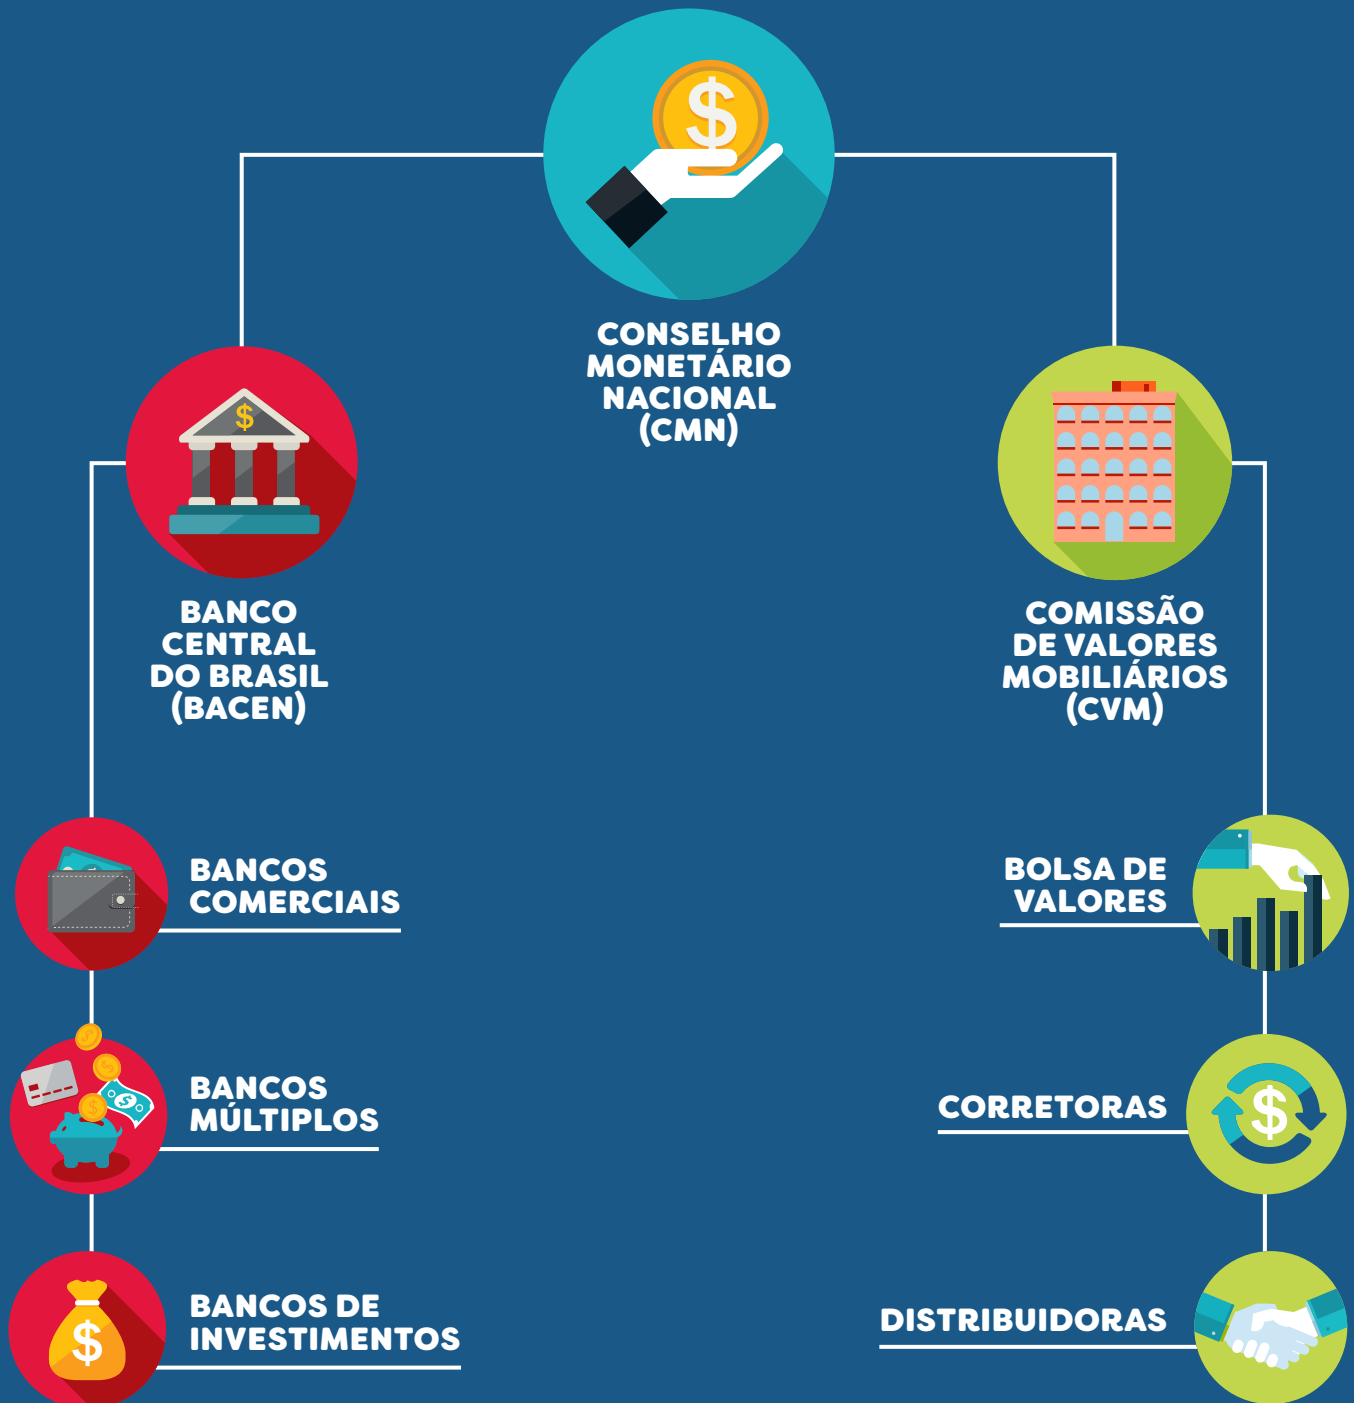 CONSELHO
MONETÁRIO
NACIONAL
(CMN)
BANCO
CENTRAL
DO BRASIL
(BACEN)
COMISSÃO
DE VALORES
MOBILIÁRIOS
(CVM)
BANCOS
COMERCIAIS
BOLSA DE
VALORES
BANCOS
MÚLTIPLOS
CORRETORAS
BANCOS DE
INVESTIMENTOS
DISTRIBUIDORAS